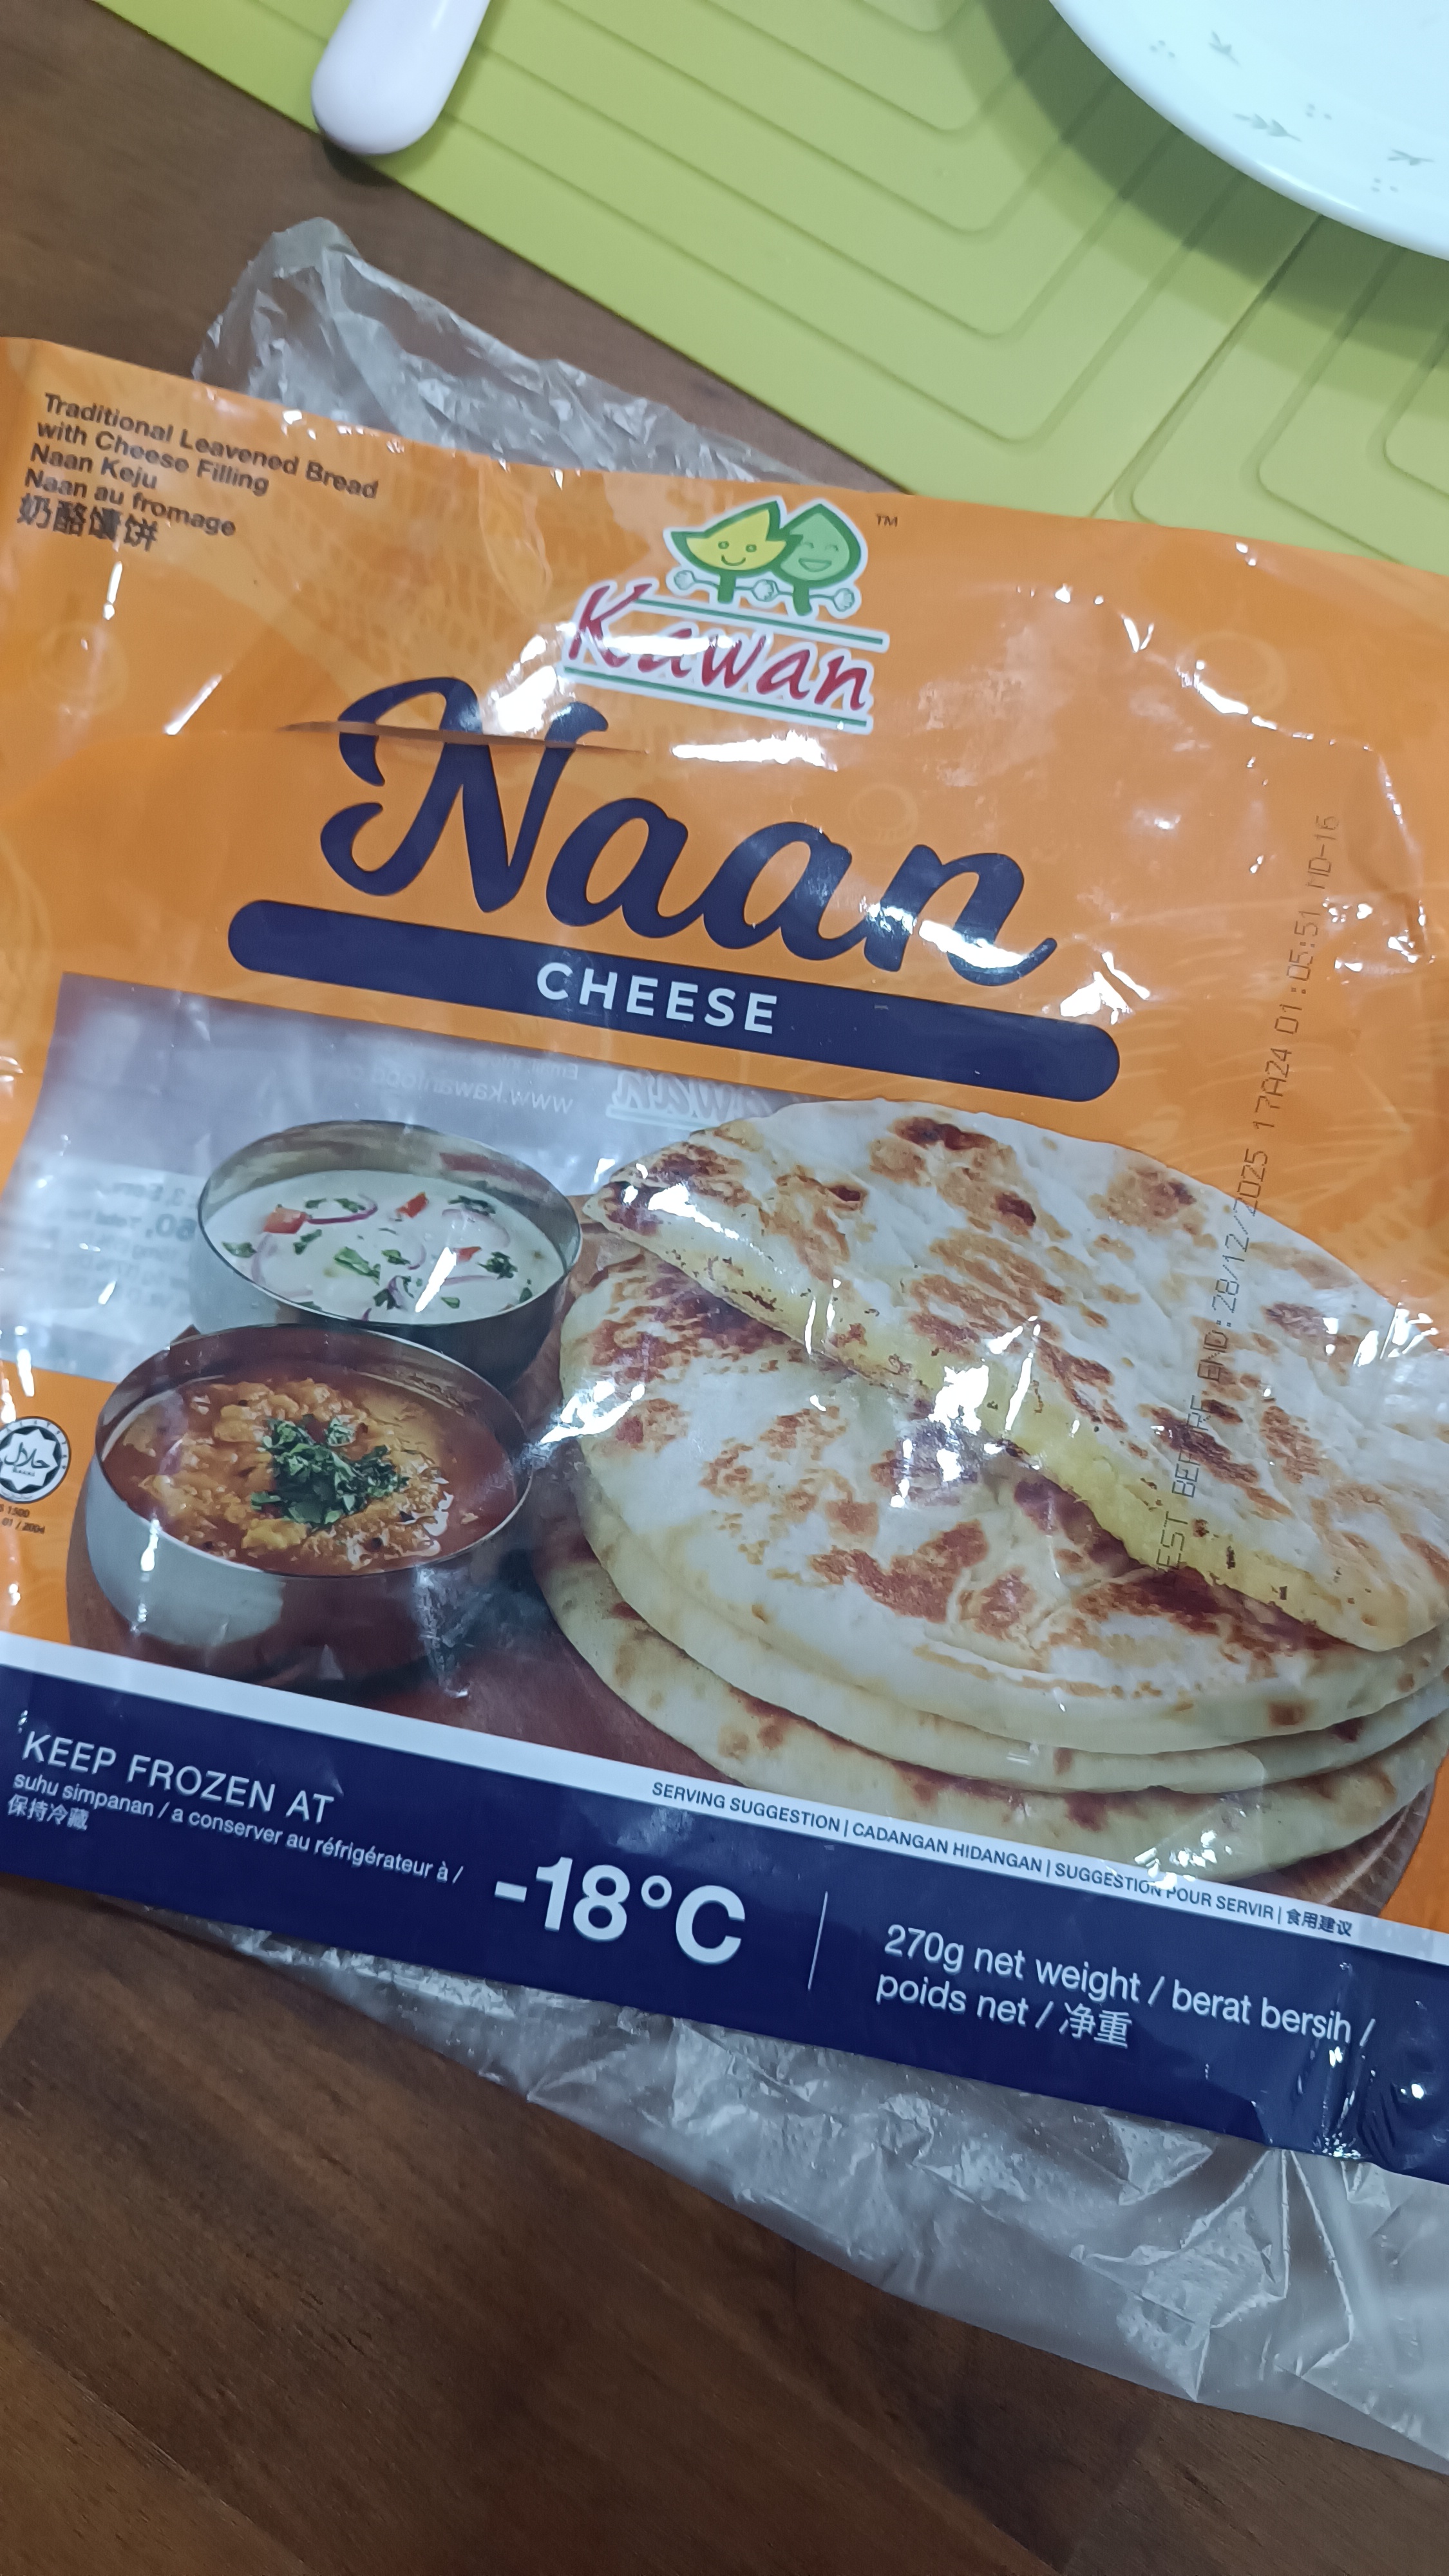 Traditional Leavened Bread
with Cheese Filling
Naan Keju
Naan au fromage
奶酪馕饼
Kawan
TM
Naan
CHEESE
BEFORE END:28/12/2025 17A24 01:05:51 MD-16
www.kawanfood.co
HALAL
حلال
KEEP FROZEN AT
suhu simpanan / a conserver au réfrigérateur à /
保持冷藏
-18°C
SERVING SUGGESTION | CADANGAN HIDANGAN | SUGGESTION POUR SERVIR | 食用建议
270g net weight / berat bersih /
poids net / 净重